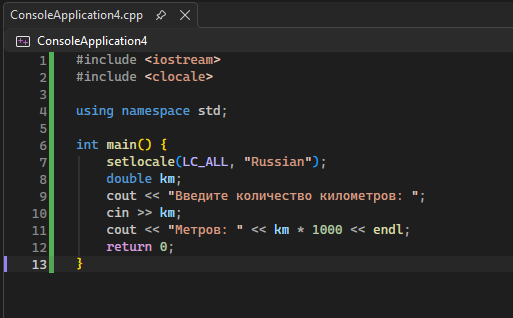 ConsoleApplication4.cpp
ConsoleApplication4
1 #include <iostream>
2 #include <clocale>
3
4 using namespace std;
5
6 int main() {
7 setlocale(LC_ALL, "Russian");
8 double km;
9 cout << "Введите количество километров: ";
10 cin >> km;
11 cout << "Метров: " << km * 1000 << endl;
12 return 0;
13 }